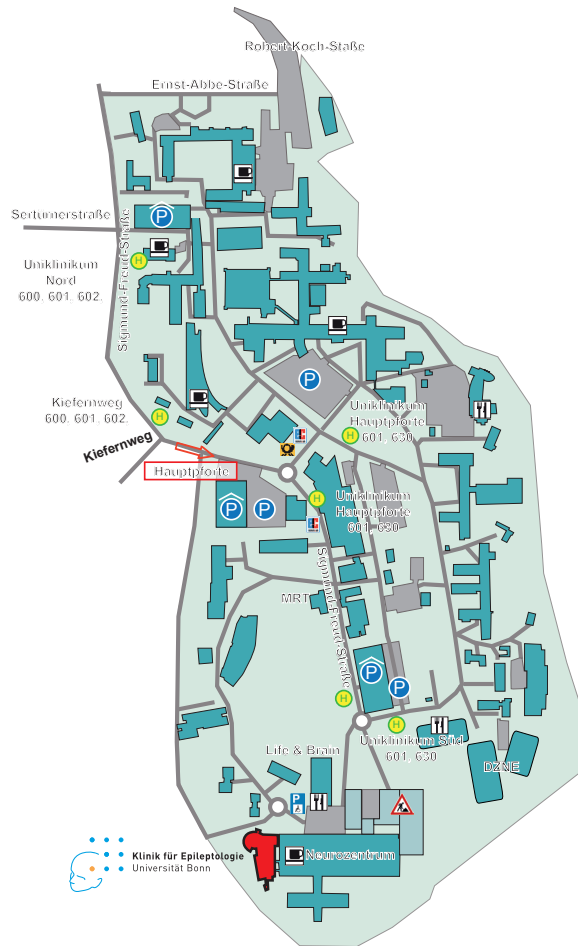 Robert-Koch-Staße
Ernst-Abbe-Straße
P
Serturnerstraße
Sigmund-Freud-Straße
H
Uniklinikum
Nord
600. 601. 602.
P
Kiefernweg
600. 601. 602.
H
Uniklinikum
Hauptpforte
601, 630
H
Kiefernweg
Hauptpforte
P
P
H
Uniklinikum
Hauptpforte
601, 630
Sigmund-Freud-Straße
MRT
P
P
H
H
Uniklinikum Süd
601, 630
DZNE
Life & Brain
P
Neurozentrum
Klinik für Epileptologie
Universität Bonn